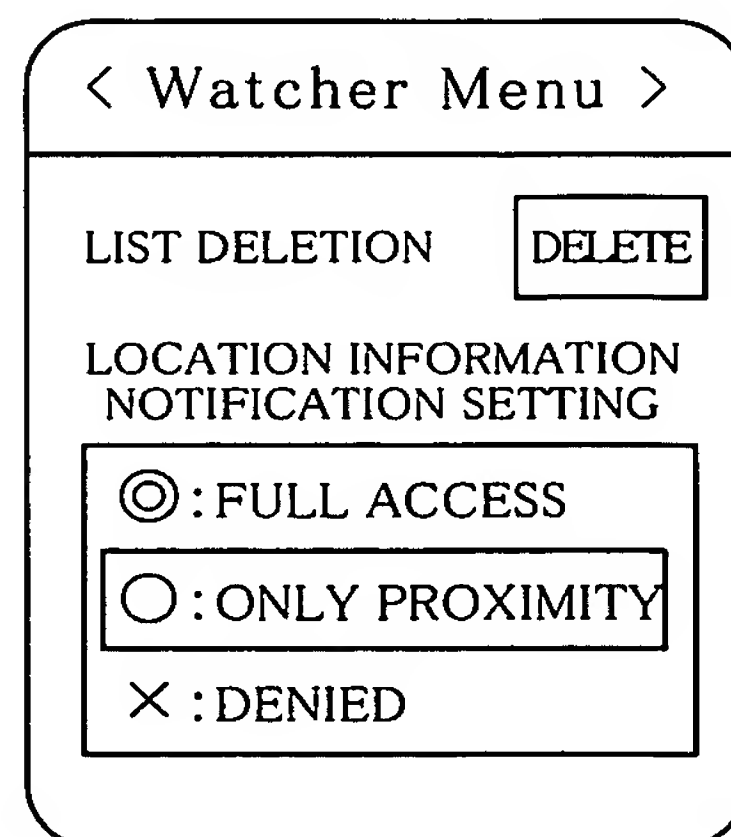 < Watcher Menu >
LIST DELETION DELETE
LOCATION INFORMATION
NOTIFICATION SETTING
◎:FULL ACCESS
○:ONLY PROXIMITY
×:DENIED